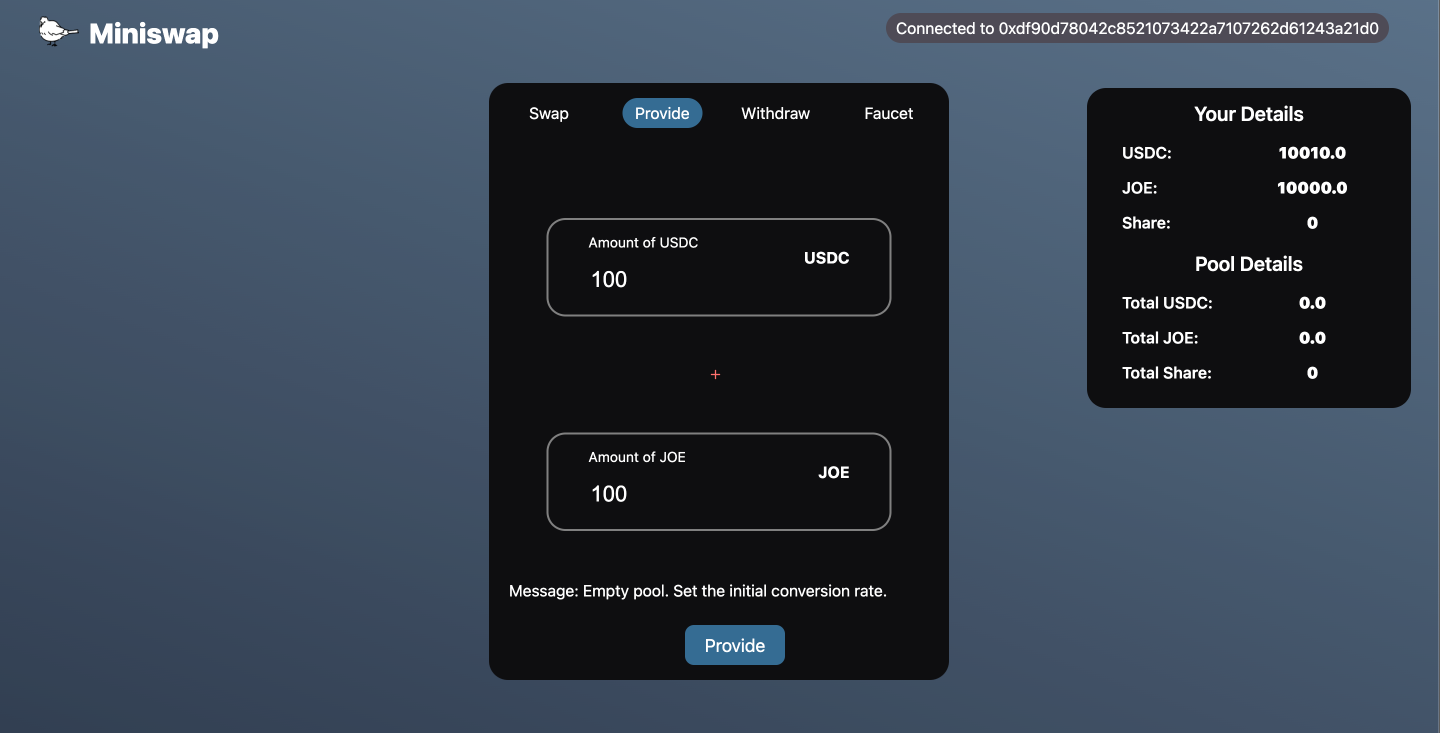 Miniswap
Connected to 0xdf90d78042c8521073422a7107262d61243a21d0
Swap Provide Withdraw Faucet
Amount of USDC
USDC
100
+
Amount of JOE
JOE
100
Message: Empty pool. Set the initial conversion rate.
Provide
Your Details
USDC: 10010.0
JOE: 10000.0
Share: 0
Pool Details
Total USDC: 0.0
Total JOE: 0.0
Total Share: 0